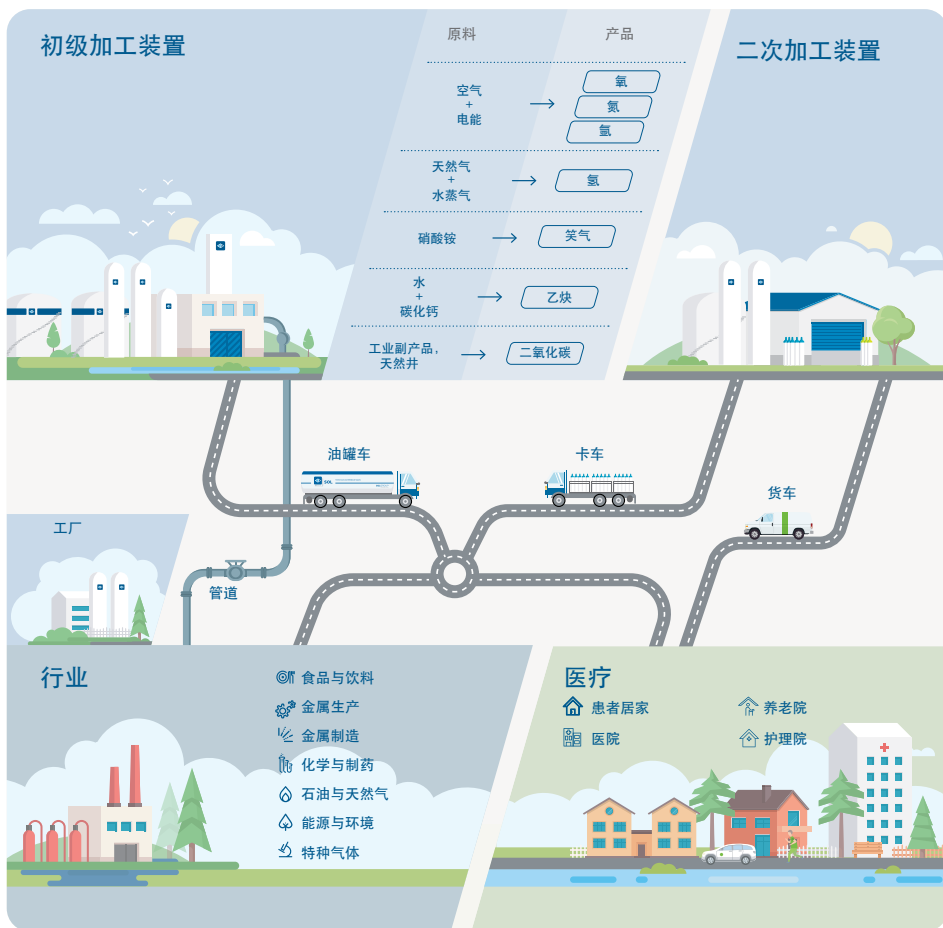 初级加工装置
原料
产品
二次加工装置
空气
+
电能
氧
氮
氩
天然气
+
水蒸气
氢
硝酸铵
笑气
水
+
碳化钙
乙炔
工业副产品，
天然井
二氧化碳
油罐车
SOL
卡车
货车
工厂
管道
行业
食品与饮料
金属生产
金属制造
化学与制药
石油与天然气
能源与环境
特种气体
医疗
患者居家
养老院
医院
护理院